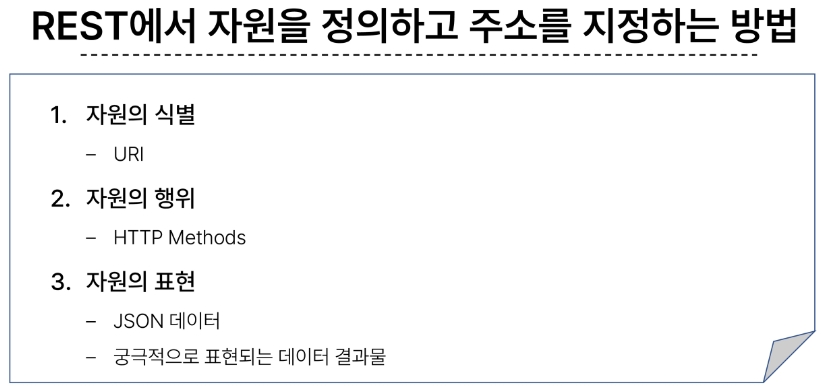 REST에서 자원을 정의하고 주소를 지정하는 방법
1. 자원의 식별
– URI
2. 자원의 행위
– HTTP Methods
3. 자원의 표현
– JSON 데이터
– 궁극적으로 표현되는 데이터 결과물